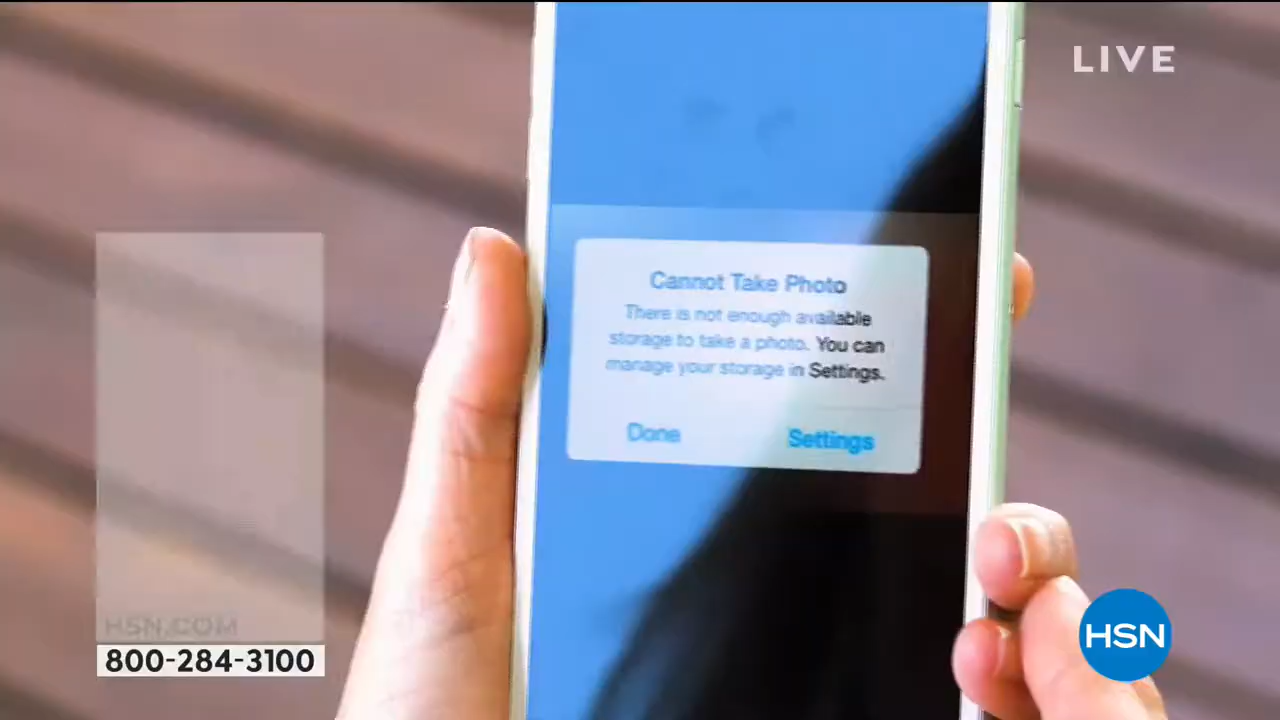 LIVE
Cannot Take Photo
There is not enough available
storage to take a photo. You can
manage your storage in Settings.
Done Settings
HSN.COM
800-284-3100
HSN